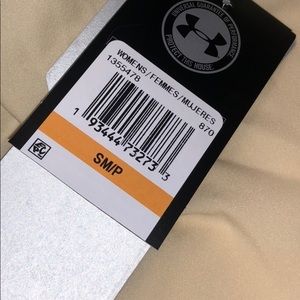 UNIVERSAL GUARANTEE OF PERFORMANCE
PROTECT THIS HOUSE.
WOMENS/FEMMES/MUJERES
1355478
870
1 93444 73273 3
SM/P